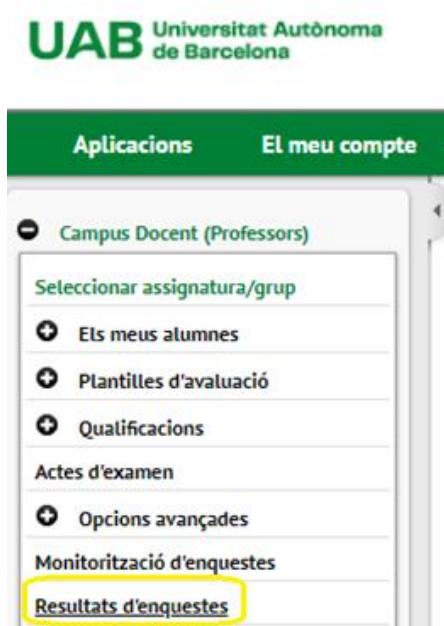 UAB Universitat Autònoma
de Barcelona
Aplicacions El meu compte
Campus Docent (Professors)
Seleccionar assignatura/grup
Els meus alumnes
Plantilles d'avaluació
Qualificacions
Actes d'examen
Opcions avançades
Monitorització d'enquestes
Resultats d'enquestes